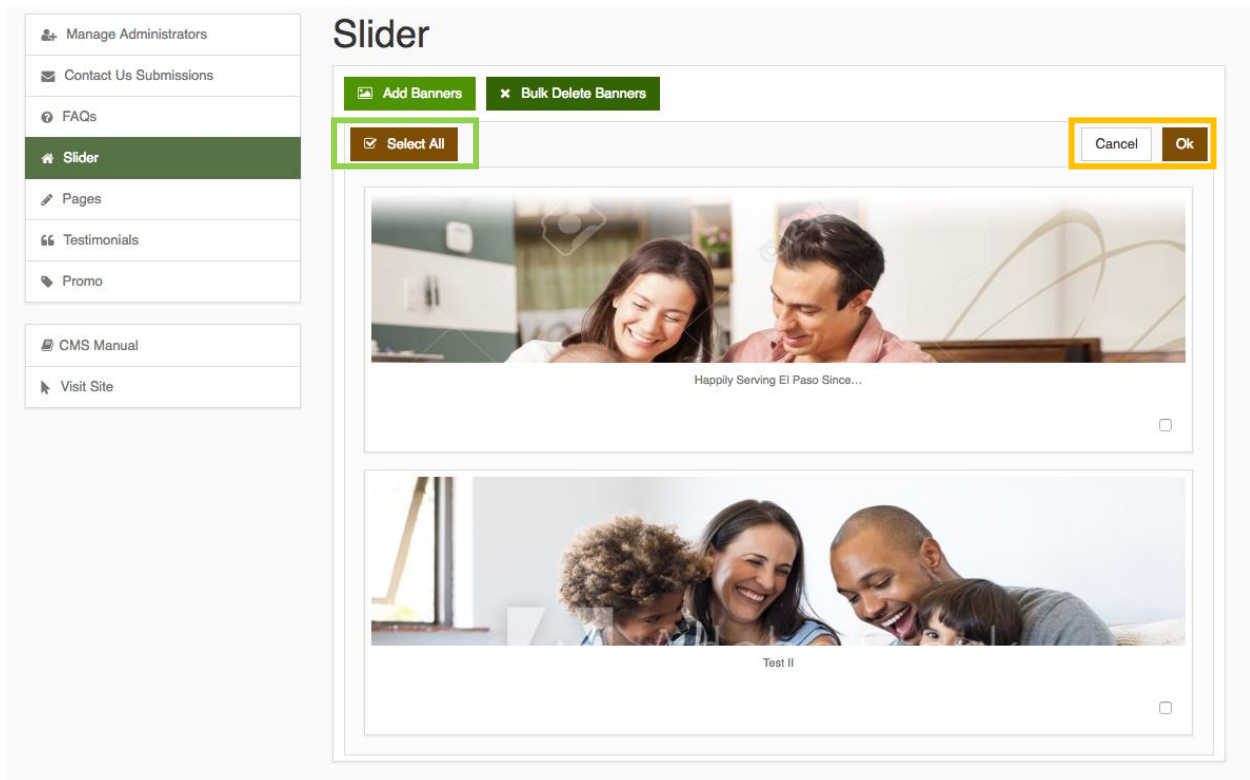 Manage Administrators
Contact Us Submissions
FAQs
Slider
Pages
Testimonials
Promo
CMS Manual
Visit Site
Slider
Add Banners
Bulk Delete Banners
Select All
Cancel
Ok
Happily Serving El Paso Since...
Test II